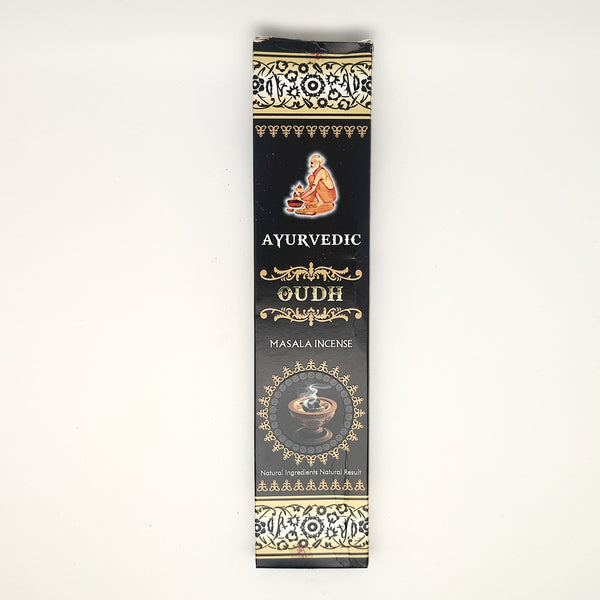 AYURVEDIC
OUDH
MASALA INCENSE
Natural Ingredients Natural Result